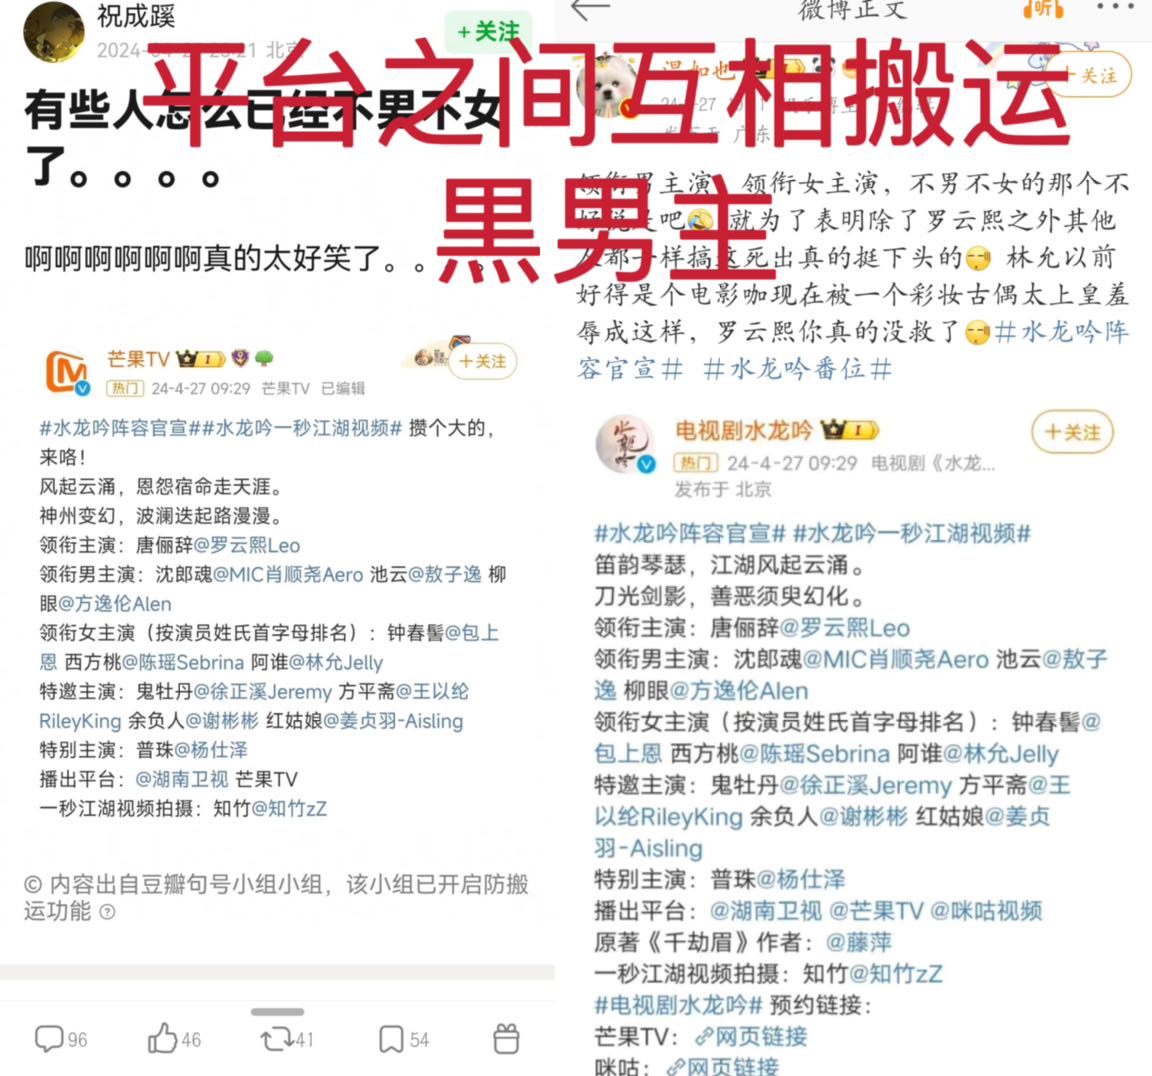 平台之间互相搬运
黑男主
祝成蹊
北京
+关注
有些人怎么已经不男不女
了。。。。
啊啊啊啊啊啊真的太好笑了。。
芒果TV
+关注
热门 24-4-27 09:29 芒果TV 已编辑
#水龙吟阵容官宣##水龙吟一秒江湖视频# 攒个大的，
来咯！
风起云涌，恩怨宿命走天涯。
神州变幻，波澜迭起路漫漫。
领衔主演：唐俪辞@罗云熙Leo
领衔男主演：沈郎魂@MIC肖顺尧Aero 池云@敖子逸 柳
眼@方逸伦Alen
领衔女主演（按演员姓氏首字母排名）：钟春髻@包上
恩 西方桃@陈瑶Sebrina 阿谁@林允Jelly
特邀主演：鬼牡丹@徐正溪Jeremy 方平斋@王以纶
RileyKing 余负人@谢彬彬 红姑娘@姜贞羽-Aisling
特别主演：普珠@杨仕泽
播出平台：@湖南卫视 芒果TV
一秒江湖视频拍摄：知竹@知竹zZ
© 内容出自豆瓣句号小组小组，该小组已开启防搬
运功能
96
46
41
54
微博正文
听
温如也
+关注
领衔男主演，领衔女主演，不男不女的那个不
好说是吧 就为了表明除了罗云熙之外其他
人都一样搞这死出真的挺下头的 林允以前
好得是个电影咖现在被一个彩妆古偶太上皇羞
辱成这样，罗云熙你真的没救了 #水龙吟阵
容官宣# #水龙吟番位#
电视剧水龙吟
+关注
热门 24-4-27 09:29 电视剧《水龙...
发布于 北京
#水龙吟阵容官宣# #水龙吟一秒江湖视频#
笛韵琴瑟，江湖风起云涌。
刀光剑影，善恶须臾幻化。
领衔主演：唐俪辞@罗云熙Leo
领衔男主演：沈郎魂@MIC肖顺尧Aero 池云@敖子
逸 柳眼@方逸伦Alen
领衔女主演（按演员姓氏首字母排名）：钟春髻@
包上恩 西方桃@陈瑶Sebrina 阿谁@林允Jelly
特邀主演：鬼牡丹@徐正溪Jeremy 方平斋@王
以纶RileyKing 余负人@谢彬彬 红姑娘@姜贞
羽-Aisling
特别主演：普珠@杨仕泽
播出平台：@湖南卫视 @芒果TV @咪咕视频
原著《千劫眉》作者：@藤萍
一秒江湖视频拍摄：知竹@知竹zZ
#电视剧水龙吟# 预约链接：
芒果TV：网页链接
咪咕：网页链接